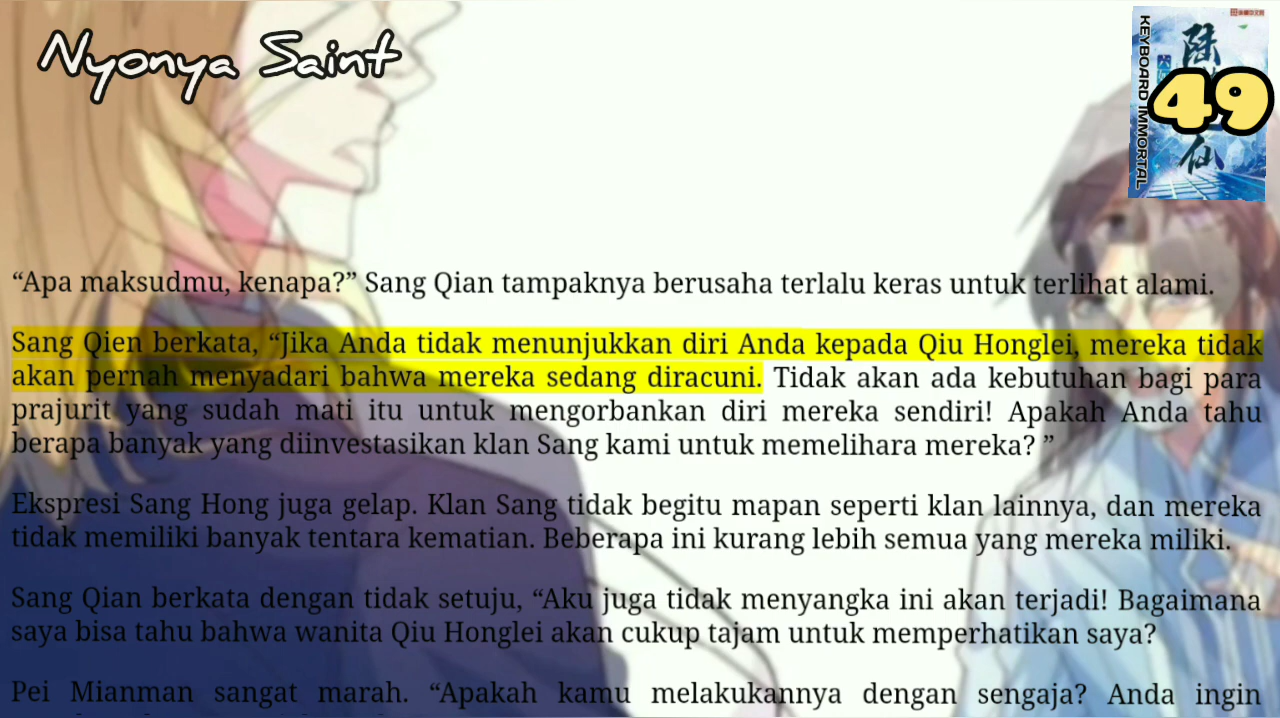 Nyonya Saint
KEYBOARD IMMORTAL
49
“Apa maksudmu, kenapa?” Sang Qian tampaknya berusaha terlalu keras untuk terlihat alami.
Sang Qien berkata, “Jika Anda tidak menunjukkan diri Anda kepada Qiu Honglei, mereka tidak
akan pernah menyadari bahwa mereka sedang diracuni. Tidak akan ada kebutuhan bagi para
prajurit yang sudah mati itu untuk mengorbankan diri mereka sendiri! Apakah Anda tahu
berapa banyak yang diinvestasikan klan Sang kami untuk memelihara mereka? ”
Ekspresi Sang Hong juga gelap. Klan Sang tidak begitu mapan seperti klan lainnya, dan mereka
tidak memiliki banyak tentara kematian. Beberapa ini kurang lebih semua yang mereka miliki.
Sang Qian berkata dengan tidak setuju, “Aku juga tidak menyangka ini akan terjadi! Bagaimana
saya bisa tahu bahwa wanita Qiu Honglei akan cukup tajam untuk memperhatikan saya?
Pei Mianman sangat marah. “Apakah kamu melakukannya dengan sengaja? Anda ingin